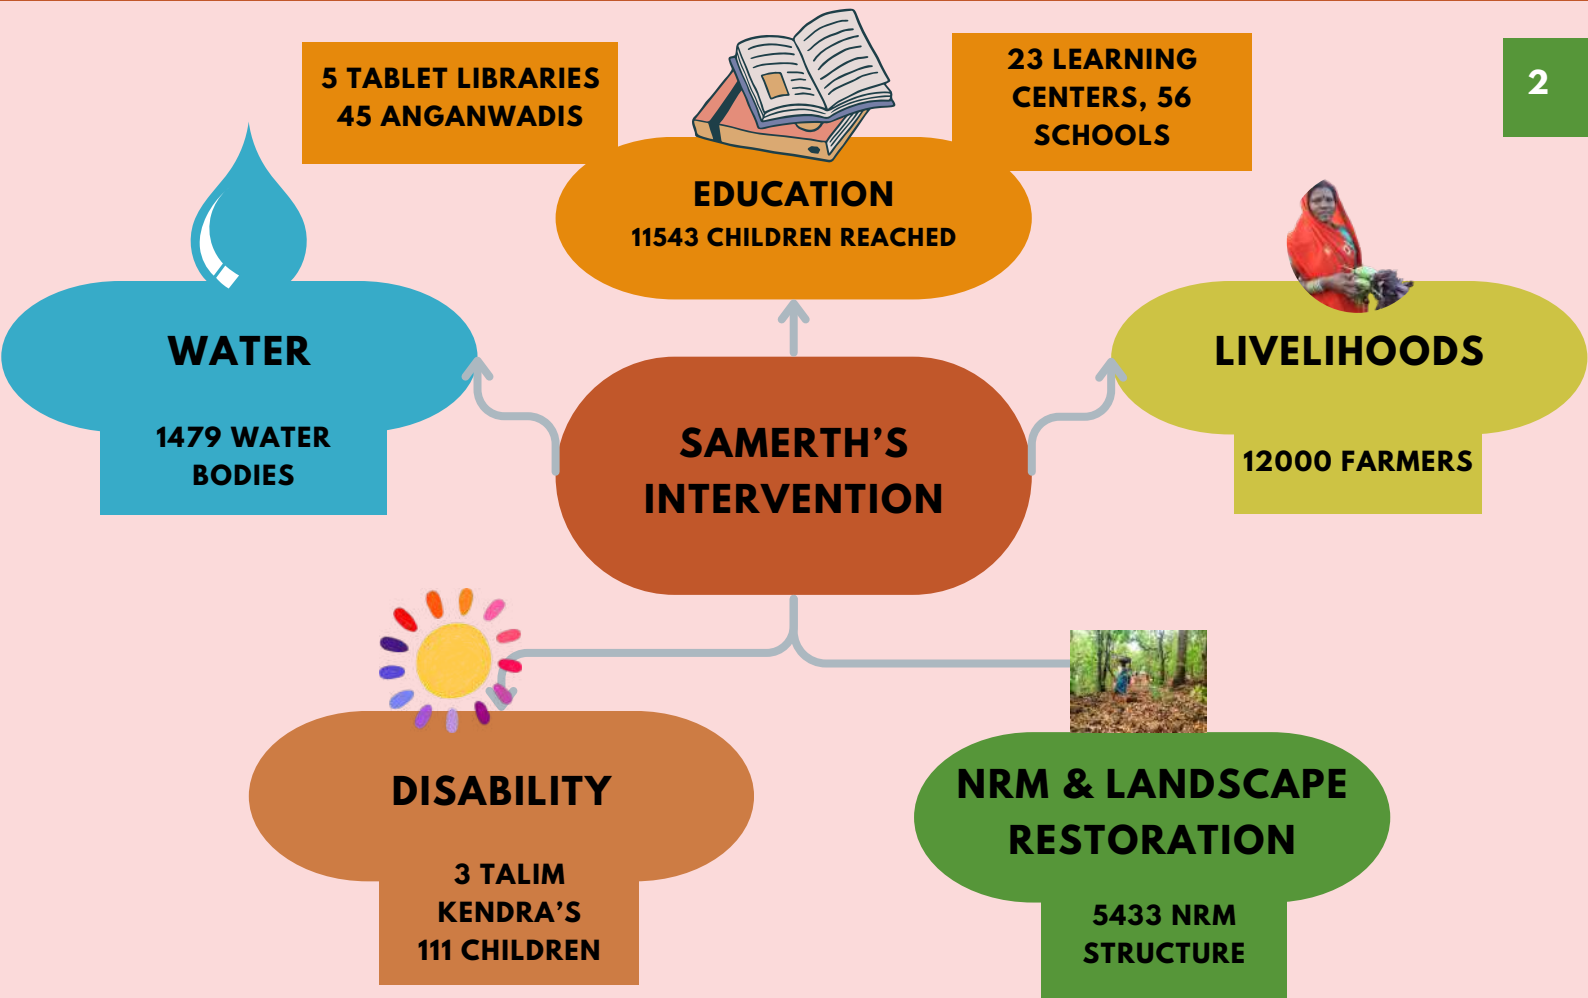 5 TABLET LIBRARIES
45 ANGANWADIS
23 LEARNING
CENTERS, 56
SCHOOLS
2
EDUCATION
11543 CHILDREN REACHED
WATER
1479 WATER
BODIES
SAMERTH’S
INTERVENTION
LIVELIHOODS
12000 FARMERS
DISABILITY
3 TALIM
KENDRA’S
111 CHILDREN
NRM & LANDSCAPE
RESTORATION
5433 NRM
STRUCTURE